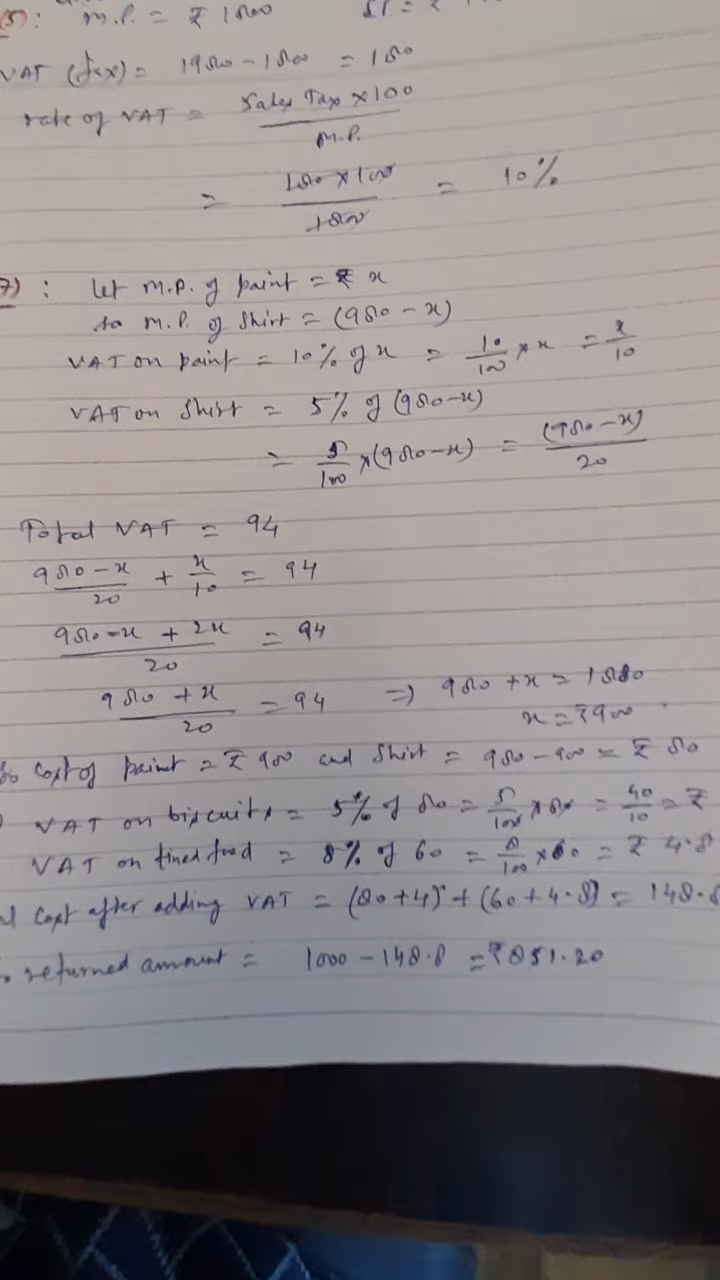 (5): M.P. = ₹ 1800 S.P. = ₹
VAT (tax) = 1980 - 1800 = 180
rate of VAT = Sales Tax × 100 / M.P.
= 180 × 100 / 1800 = 10%
7) : let M.P. of paint = ₹ x
so M.P. of Shirt = (980 - x)
VAT on paint = 10% of x = 10/100 × x = x/10
VAT on Shirt = 5% of (980-x)
= 5/100 × (980-x) = (980-x)/20
Total VAT = 94
980-x/20 + x/10 = 94
980-x + 2x/20 = 94
980 + x/20 = 94 => 980 + x = 1880
x = ₹900
So Cost of paint = ₹ 900 and Shirt = 980 - 900 = ₹ 80
) VAT on biscuits = 5% of 80 = 5/100 × 80 = 40/10 = ₹
VAT on tined food = 8% of 60 = 8/100 × 60 = ₹ 4.8
Cost after adding VAT = (80+4) + (60+4.8) = 148.8
returned amount = 1000 - 148.8 = ₹851.20